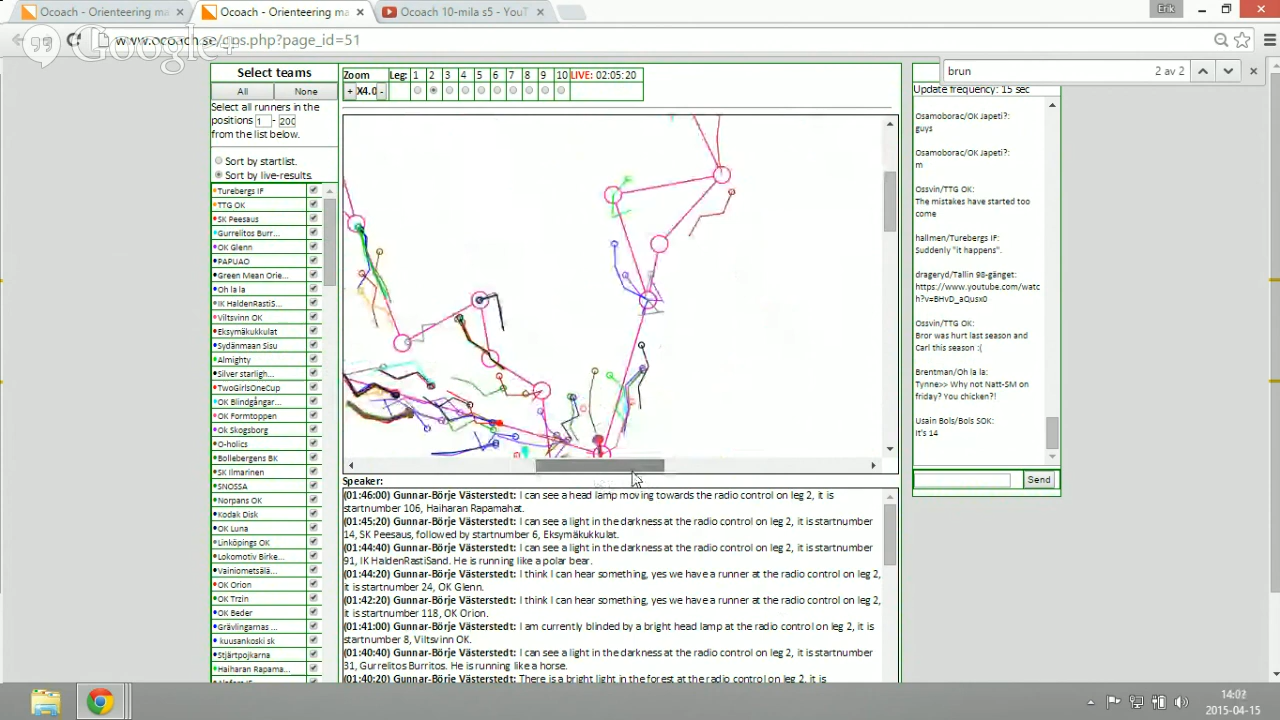 Ocoach - Orienteering ma
Ocoach - Orienteering ma
Ocoach 10-mila s5 - YouT
Erik
www.ocoach.se/gps.php?page_id=51
Google+
brun
2 av 2
Select teams
All
None
Select all runners in the
positions 1 - 200
from the list below.
Sort by startlist.
Sort by live-results.
Turebergs IF
TTG OK
SK Peesaus
Gurrelitos Burr...
OK Glenn
PAPUAO
Green Mean Orie...
Oh la la
IK HaldenRastiS...
Viltsvinn OK
Eksymäkukkulat
Sydänmaan Sisu
Almighty
Silver starligh...
TwoGirlsOneCup
OK Blindgångar...
OK Formtoppen
Ok Skogsborg
O-holics
Bollebergens BK
SK Ilmarinen
SNOSSA
Norpans OK
Kodak Disk
OK Luna
Linköpings OK
Lokomotiv Birke...
Vainiometsälä...
OK Orion
OK Trzin
OK Beder
Grävlingarnas ...
kuusankoski sk
Stjärtpojkarna
Haiharan Rapama...
Zoom
Leg:
1 2 3 4 5 6 7 8 9 10
LIVE: 02:05:20
+ X4.0 -
Speaker:
(01:46:00) Gunnar-Börje Västerstedt: I can see a head lamp moving towards the radio control on leg 2, it is
startnumber 106, Haiharan Rapamahat.
(01:45:20) Gunnar-Börje Västerstedt: I can see a light in the darkness at the radio control on leg 2, it is startnumber
14, SK Peesaus, followed by startnumber 6, Eksymäkukkulat.
(01:44:40) Gunnar-Börje Västerstedt: I can see a light in the darkness at the radio control on leg 2, it is startnumber
91, IK HaldenRastiSand. He is running like a polar bear.
(01:44:20) Gunnar-Börje Västerstedt: I think I can hear something, yes we have a runner at the radio control on leg 2,
it is startnumber 24, OK Glenn.
(01:42:20) Gunnar-Börje Västerstedt: I think I can hear something, yes we have a runner at the radio control on leg 2,
it is startnumber 118, OK Orion.
(01:41:00) Gunnar-Börje Västerstedt: I am currently blinded by a bright head lamp at the radio control on leg 2, it is
startnumber 8, Viltsvinn OK.
(01:40:40) Gunnar-Börje Västerstedt: I can see a light in the darkness at the radio control on leg 2, it is startnumber
31, Gurrelitos Burritos. He is running like a horse.
(01:40:20) Gunnar-Börje Västerstedt: There is a bright light in the forest at the radio control on leg 2, it is
Update frequency: 15 sec
Osamoborac/OK Japeti?:
guys
Osamoborac/OK Japeti?:
m
Ossvin/TTG OK:
The mistakes have started too
come
hallmen/Turebergs IF:
Suddenly "it happens".
drageryd/Tallin 98-gänget:
https://www.youtube.com/watc
h?v=BHvD_aQusx0
Ossvin/TTG OK:
Bror was hurt last season and
Carl this season :(
Brentman/Oh la la:
Tynne>> Why not Natt-SM on
friday? You chicken?!
Usain Bols/Bols SOK:
It's 14
Send
14:02
2015-04-15